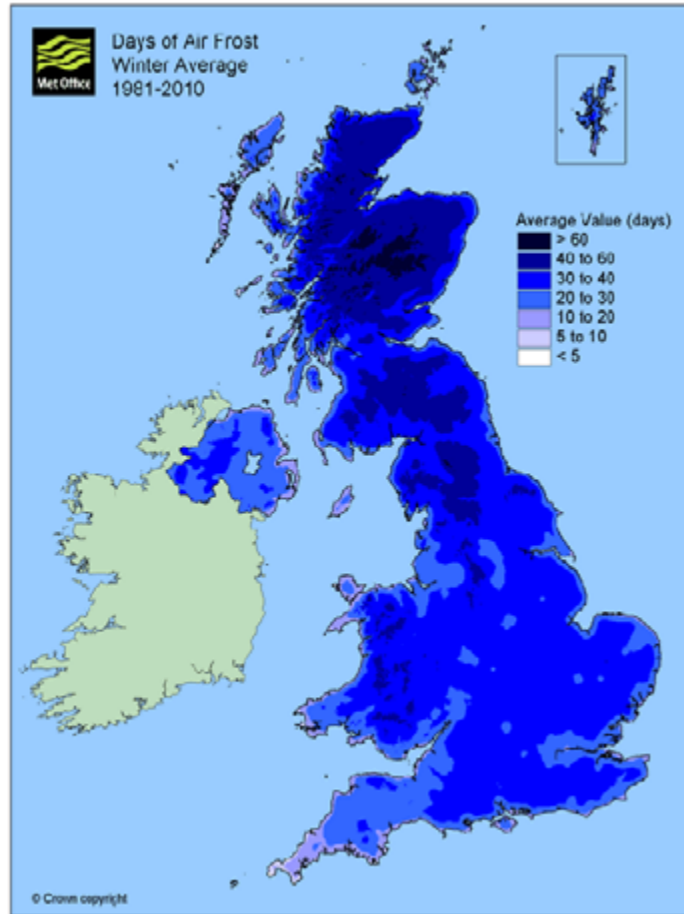 Met Office
Days of Air Frost
Winter Average
1981-2010
Average Value (days)
> 60
40 to 60
30 to 40
20 to 30
10 to 20
5 to 10
< 5
© Crown copyright